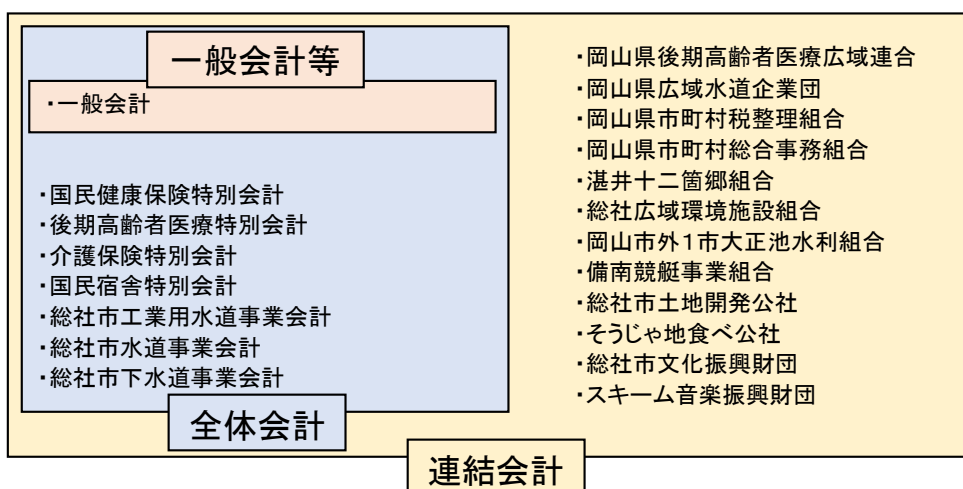 一般会計等
・一般会計
・国民健康保険特別会計
・後期高齢者医療特別会計
・介護保険特別会計
・国民宿舎特別会計
・総社市工業用水道事業会計
・総社市水道事業会計
・総社市下水道事業会計
全体会計
・岡山県後期高齢者医療広域連合
・岡山県広域水道企業団
・岡山県市町村税整理組合
・岡山県市町村総合事務組合
・湛井十二箇郷組合
・総社広域環境施設組合
・岡山市外1市大正池水利組合
・備南競艇事業組合
・総社市土地開発公社
・そうじゃ地食べ公社
・総社市文化振興財団
・スキーム音楽振興財団
連結会計